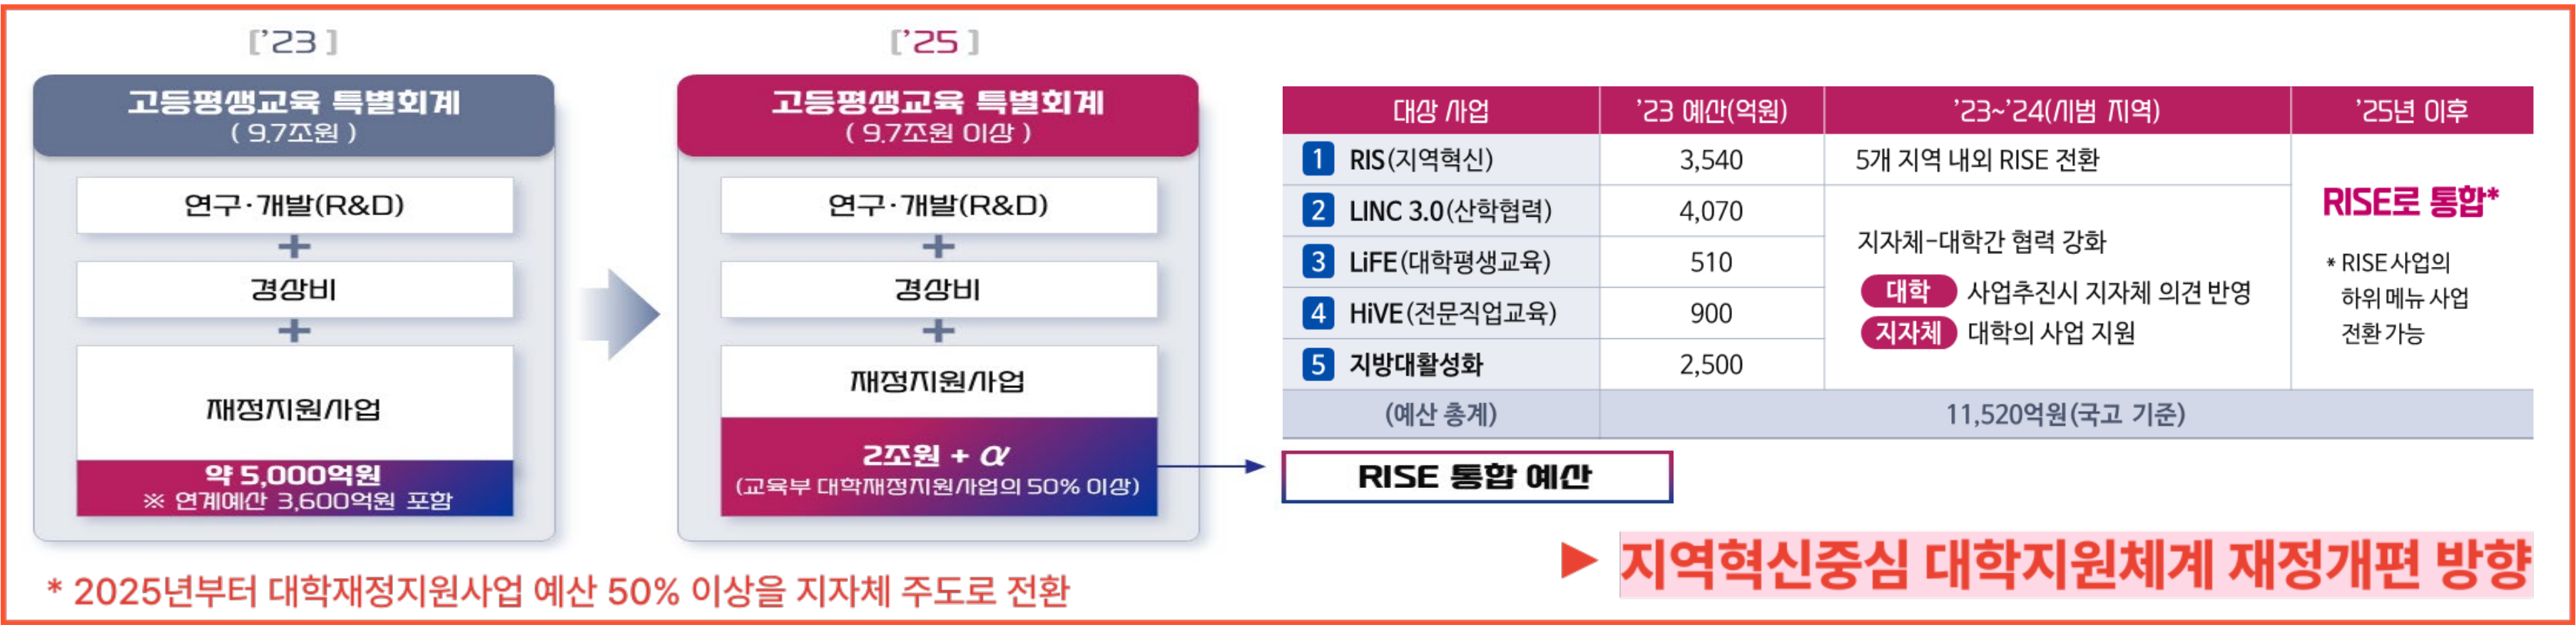 ['23 ]
고등평생교육 특별회계
( 9.7조원 )
연구·개발(R&D)
+
경상비
+
재정지원사업
약 5,000억원
※ 연계예산 3,600억원 포함
['25 ]
고등평생교육 특별회계
( 9.7조원 이상 )
연구·개발(R&D)
+
경상비
+
재정지원사업
2조원 + α
(교육부 대학재정지원사업의 50% 이상)
* 2025년부터 대학재정지원사업 예산 50% 이상을 지자체 주도로 전환
대상 사업 '23 예산(억원) '23~'24(시범 지역) '25년 이후
1 RIS(지역혁신) 3,540 5개 지역 내외 RISE 전환
2 LINC 3.0(산학협력) 4,070
3 LiFE(대학평생교육) 510
4 HiVE(전문직업교육) 900
5 지방대활성화 2,500
지자체-대학간 협력 강화
대학 사업추진시 지자체 의견 반영
지자체 대학의 사업 지원
RISE로 통합*
* RISE 사업의
하위 메뉴 사업
전환 가능
(예산 총계) 11,520억원(국고 기준)
RISE 통합 예산
▶ 지역혁신중심 대학지원체계 재정개편 방향